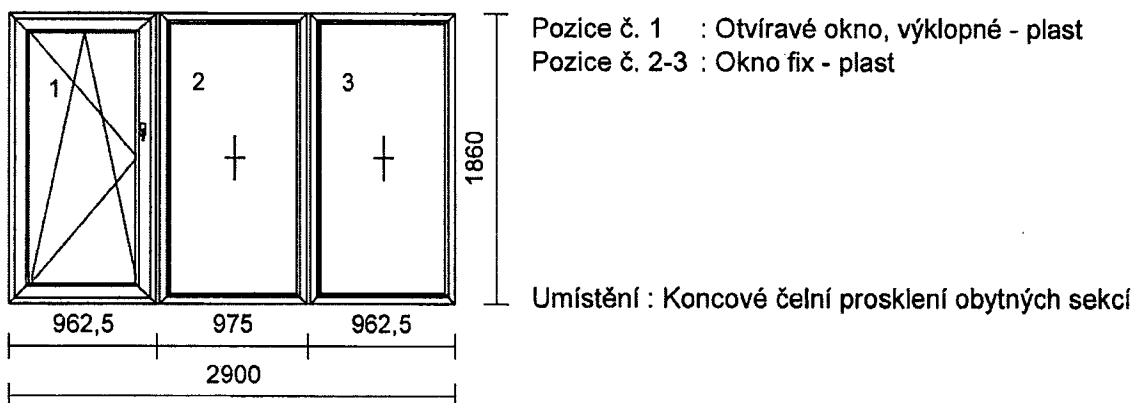 Pozice č. 1 : Otvíravé okno, výklopné - plast
Pozice č. 2-3 : Okno fix - plast
1
2
3
1860
Umístění : Koncové čelní prosklení obytných sekcí
962,5 975 962,5
2900